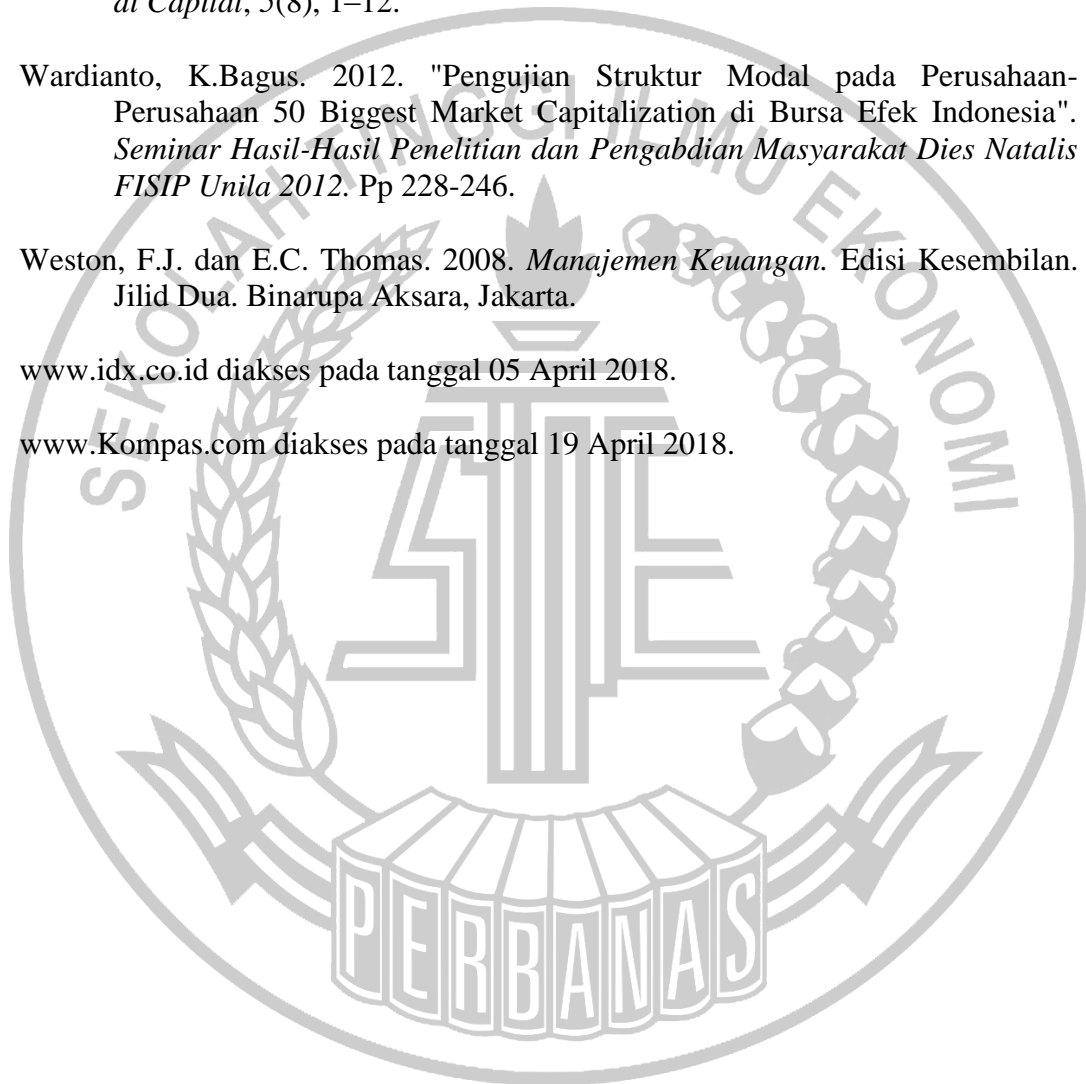 at Capital, 5(8), 1–12.
Wardianto, K.Bagus. 2012. "Pengujian Struktur Modal pada Perusahaan-
Perusahaan 50 Biggest Market Capitalization di Bursa Efek Indonesia".
Seminar Hasil-Hasil Penelitian dan Pengabdian Masyarakat Dies Natalis
FISIP Unila 2012. Pp 228-246.
Weston, F.J. dan E.C. Thomas. 2008. Manajemen Keuangan. Edisi Kesembilan.
Jilid Dua. Binarupa Aksara, Jakarta.
www.idx.co.id diakses pada tanggal 05 April 2018.
www.Kompas.com diakses pada tanggal 19 April 2018.
SEKOLAH TINGGI ILMU EKONOMI
STIE
PERBANAS